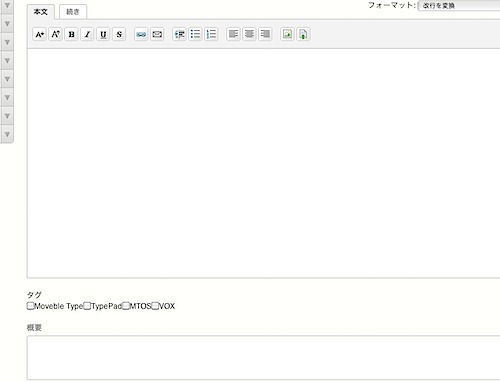 フォーマット: 改行を変換
本文 続き
A A B I U S
タグ
Moveble Type TypePad MTOS VOX
概要